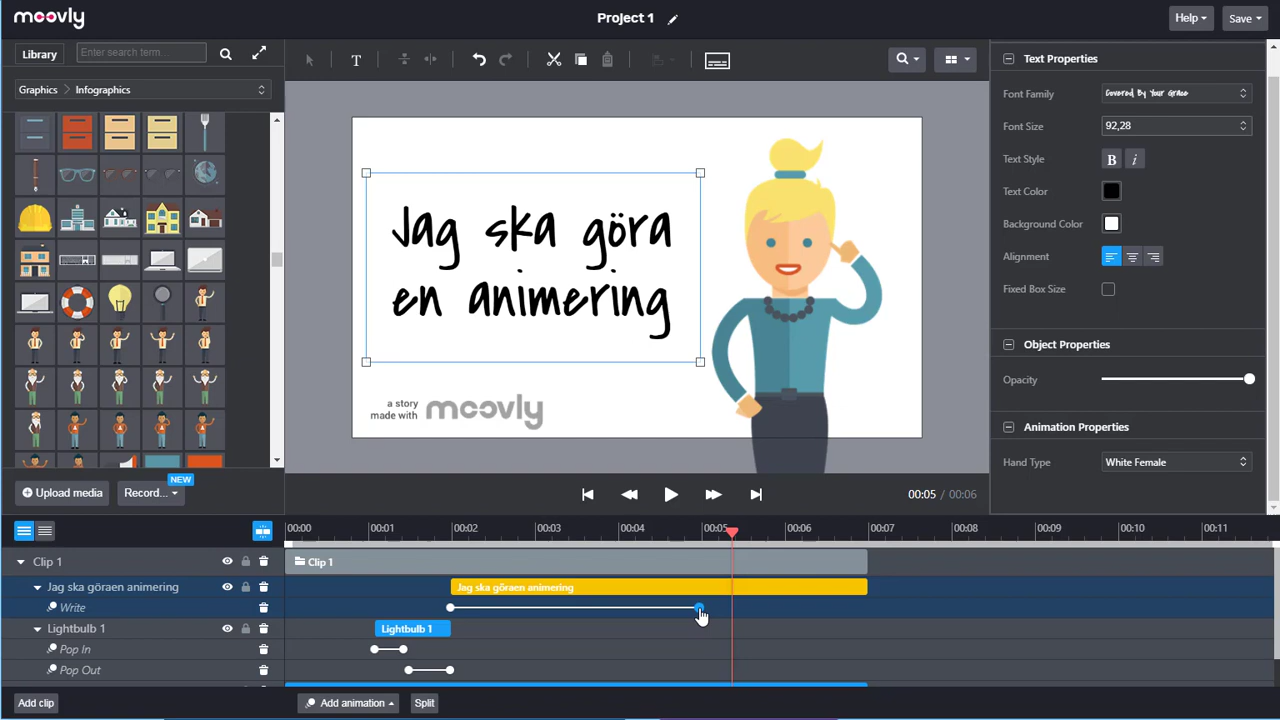 moovly
Project 1
Help
Save
Library
Enter search term...
T
Graphics > Infographics
Upload media
Record...
NEW
Jag ska göra
en animering
a story
made with
moovly
00:05 / 00:06
Text Properties
Font Family
Covered By Your Grace
Font Size
92,28
Text Style
B i
Text Color
Background Color
Alignment
Fixed Box Size
Object Properties
Opacity
Animation Properties
Hand Type
White Female
00:00 00:01 00:02 00:03 00:04 00:05 00:06 00:07 00:08 00:09 00:10 00:11
Clip 1
Clip 1
Jag ska göraen animering
Jag ska göraen animering
Write
Lightbulb 1
Lightbulb 1
Pop In
Pop Out
Add clip
Add animation
Split